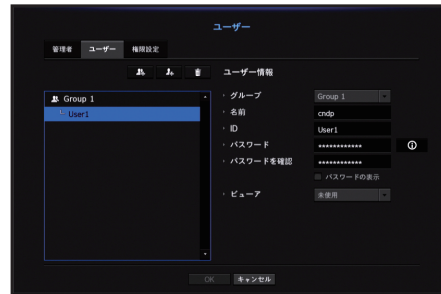 ユーザー
管理者 ユーザー 権限設定
ユーザー情報
Group 1
User1
グループ Group 1
名前 cndp
ID User1
パスワード ************
パスワードを確認 ************
パスワードの表示
ビューア 未使用
OK キャンセル